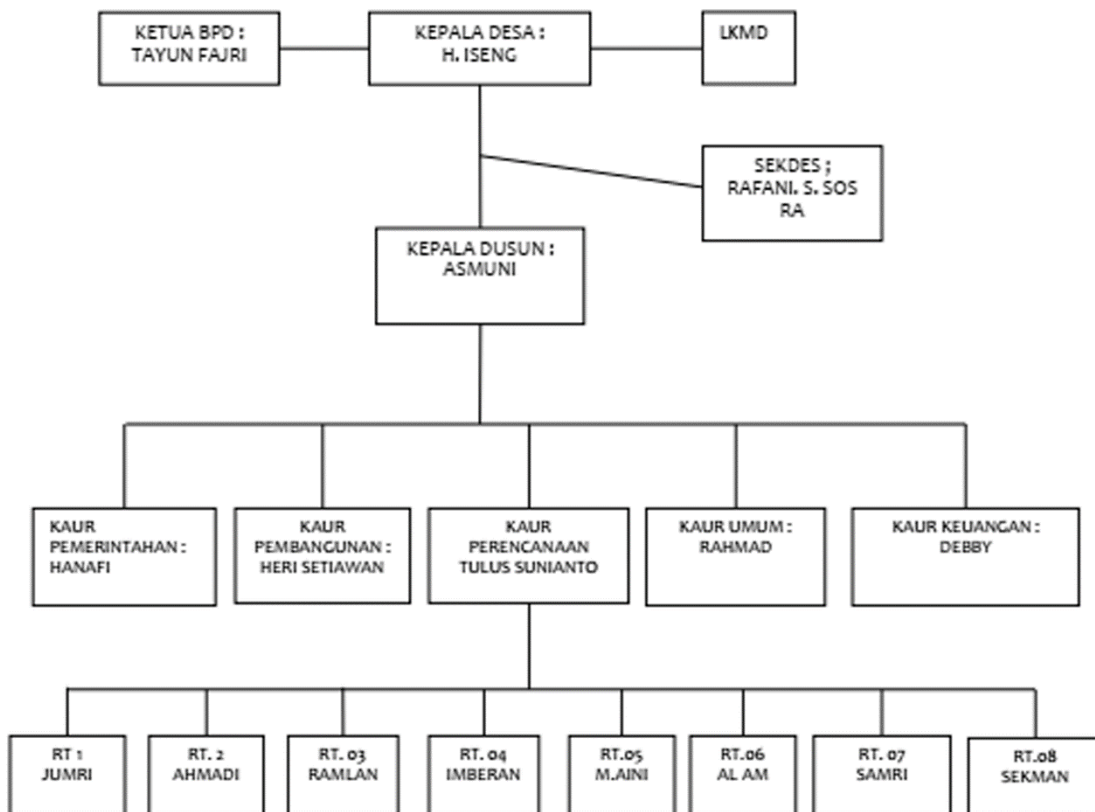 KETUA BPD :
TAYUN FAJRI
KEPALA DESA :
H. ISENG
LKMD
SEKDES ;
RAFANI. S. SOS
RA
KEPALA DUSUN :
ASMUNI
KAUR
PEMERINTAHAN :
HANAFI
KAUR
PEMBANGUNAN :
HERI SETIAWAN
KAUR
PERENCANAAN
TULUS SUNIANTO
KAUR UMUM :
RAHMAD
KAUR KEUANGAN :
DEBBY
RT 1
JUMRI
RT. 2
AHMADI
RT. 03
RAMLAN
RT. 04
IMBERAN
RT.05
M.AINI
RT.06
AL AM
RT. 07
SAMRI
RT.08
SEKMAN